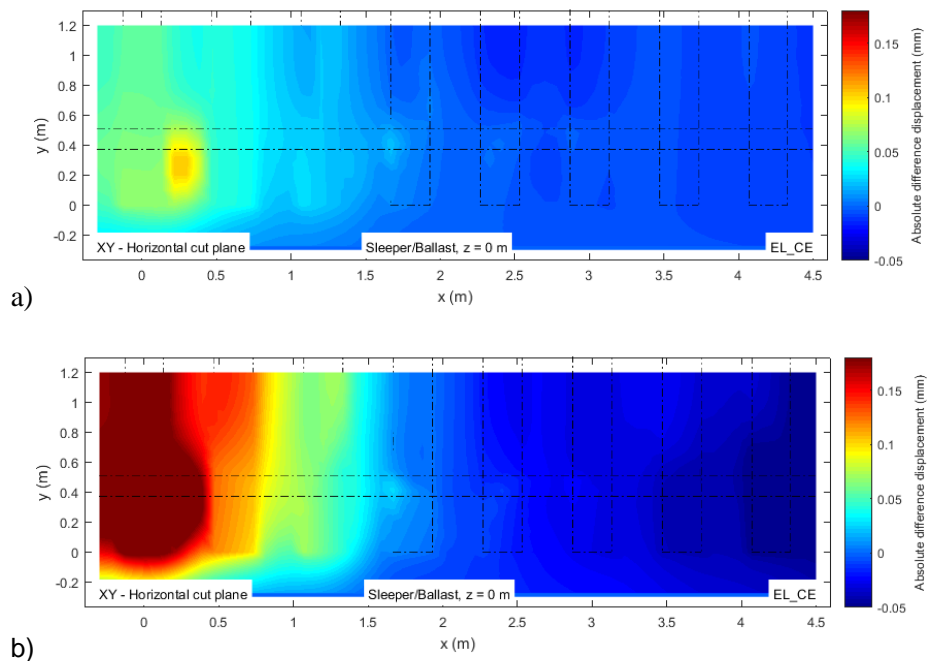 1.2
1
0.8
0.6
0.4
0.2
0
-0.2
y (m)
XY - Horizontal cut plane
Sleeper/Ballast, z = 0 m
EL_CE
0 0.5 1 1.5 2 2.5 3 3.5 4 4.5
x (m)
0.15
0.1
0.05
0
-0.05
Absolute difference displacement (mm)
a)
1.2
1
0.8
0.6
0.4
0.2
0
-0.2
y (m)
XY - Horizontal cut plane
Sleeper/Ballast, z = 0 m
EL_CE
0 0.5 1.0 1.5 2.0 2.5 3.0 3.5 4.0 4.5
x (m)
0.15
0.1
0.05
0
-0.05
Absolute difference displacement (mm)
b)